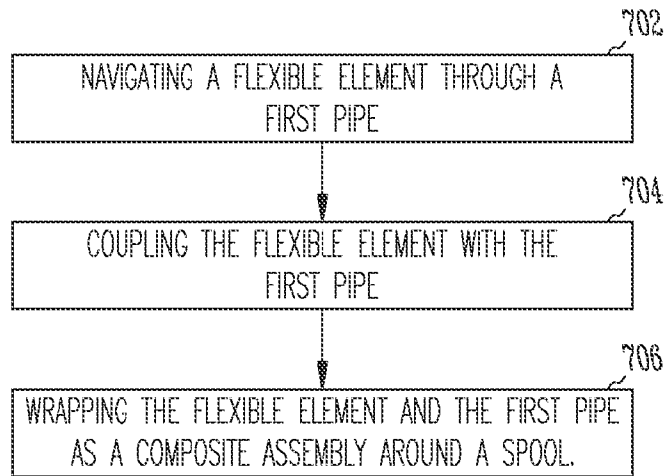 702
NAVIGATING A FLEXIBLE ELEMENT THROUGH A
FIRST PIPE
704
COUPLING THE FLEXIBLE ELEMENT WITH THE
FIRST PIPE
706
WRAPPING THE FLEXIBLE ELEMENT AND THE FIRST PIPE
AS A COMPOSITE ASSEMBLY AROUND A SPOOL.